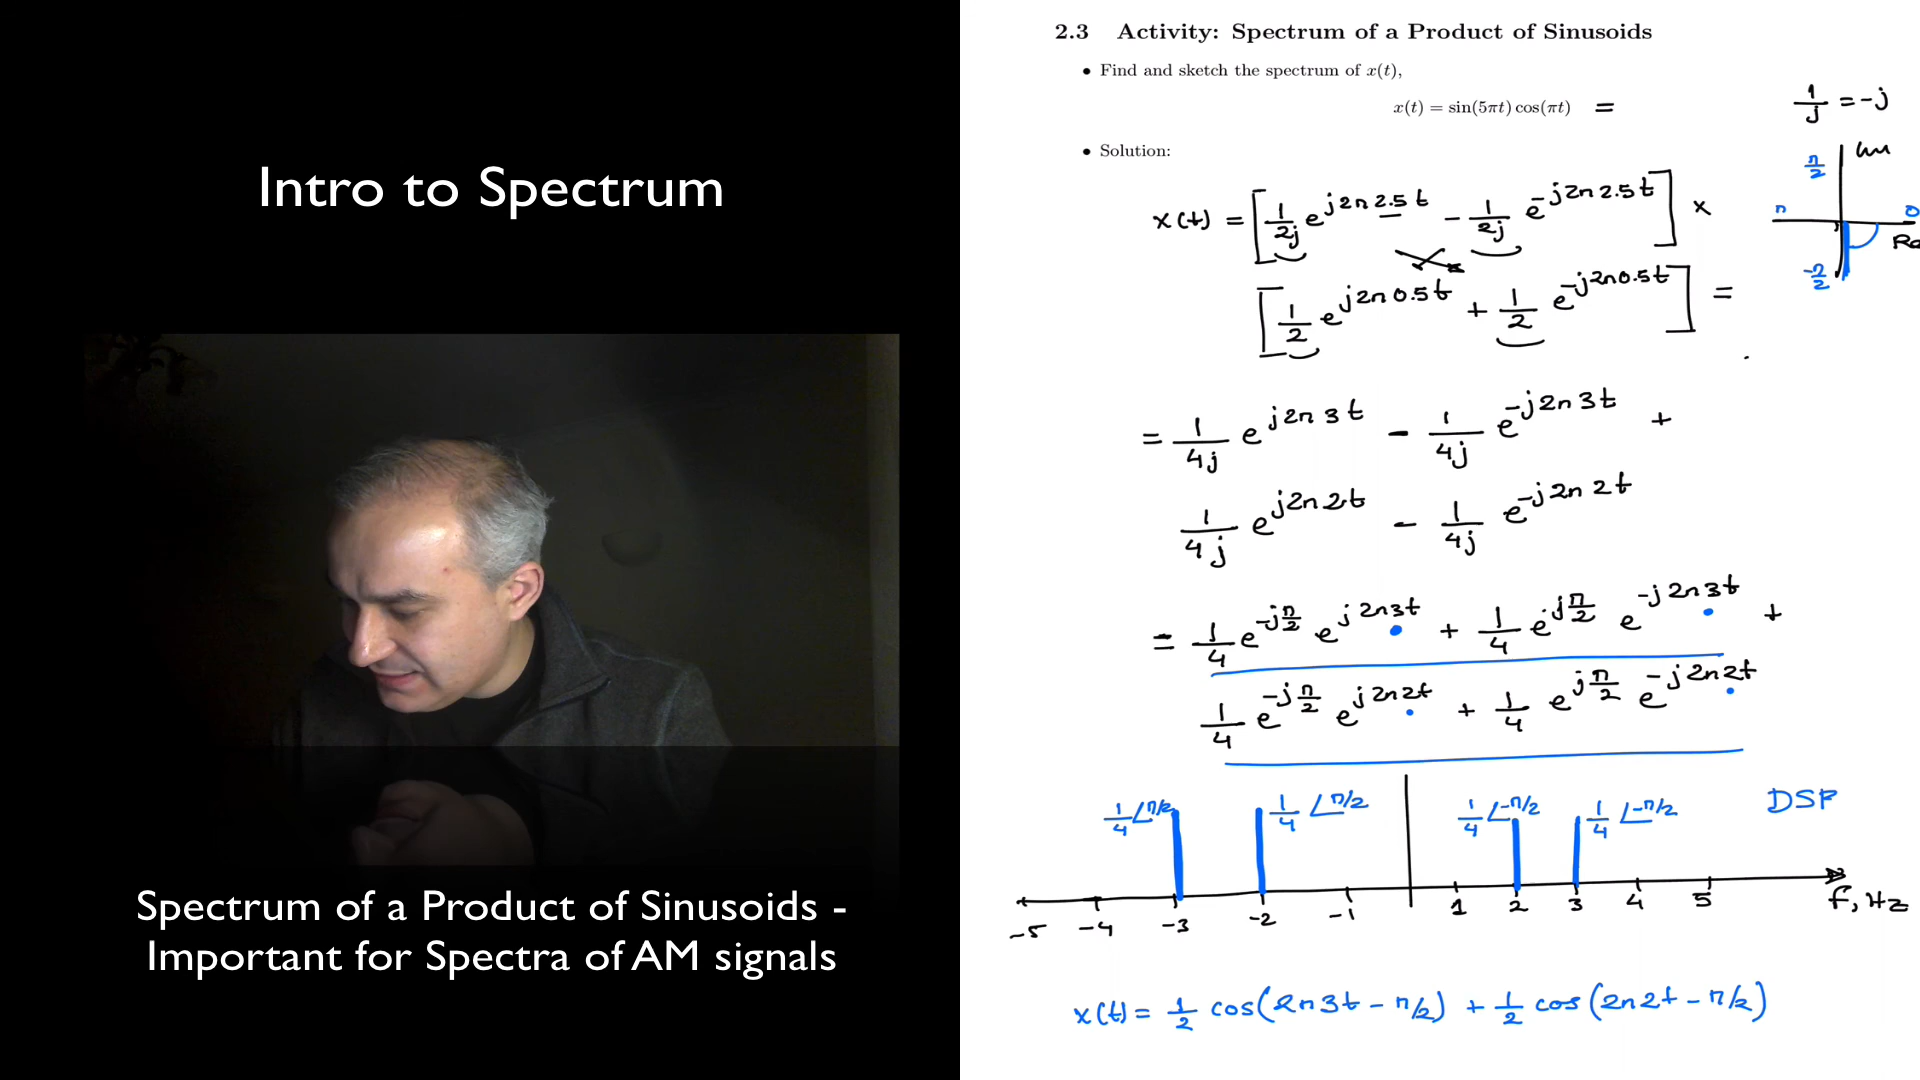 Intro to Spectrum
Spectrum of a Product of Sinusoids -
Important for Spectra of AM signals
2.3 Activity: Spectrum of a Product of Sinusoids
• Find and sketch the spectrum of x(t),
x(t) = sin(5πt) cos(πt) =
1/j = -j
• Solution:
π/2 Im
π 0
Re
-π/2
x(t) = [1/2j e^{j2π2.5t} - 1/2j e^{-j2π2.5t}] ×
[1/2 e^{j2π0.5t} + 1/2 e^{-j2π0.5t}] =
= 1/4j e^{j2π3t} - 1/4j e^{-j2π3t} +
1/4j e^{j2π2t} - 1/4j e^{-j2π2t}
= 1/4 e^{-jπ/2} e^{j2π3t} + 1/4 e^{jπ/2} e^{-j2π3t} +
1/4 e^{-jπ/2} e^{j2π2t} + 1/4 e^{jπ/2} e^{-j2π2t}
1/4 ∠π/2 1/4 ∠π/2 1/4 ∠-π/2 1/4 ∠-π/2 DSP
-5 -4 -3 -2 -1 1 2 3 4 5 f, Hz
x(t) = 1/2 cos(2π3t - π/2) + 1/2 cos(2π2t - π/2)